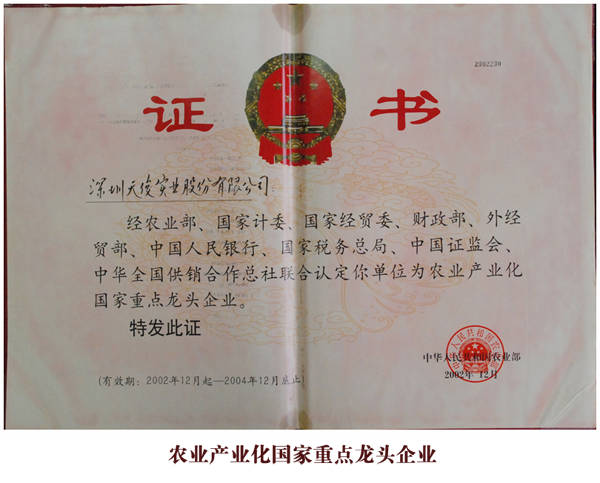 2002230
证 书
深圳天俊实业股份有限公司
经农业部、国家计委、国家经贸委、财政部、外经
贸部、中国人民银行、国家税务总局、中国证监会、
中华全国供销合作总社联合认定你单位为农业产业化
国家重点龙头企业。
特发此证
中华人民共和国农业部
2002年 12月
(有效期：2002年12月起—2004年12月底止)
农业产业化国家重点龙头企业